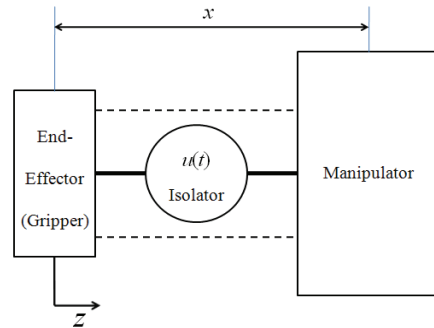 x
End-
Effector
(Gripper)
u(t)
Isolator
Manipulator
z